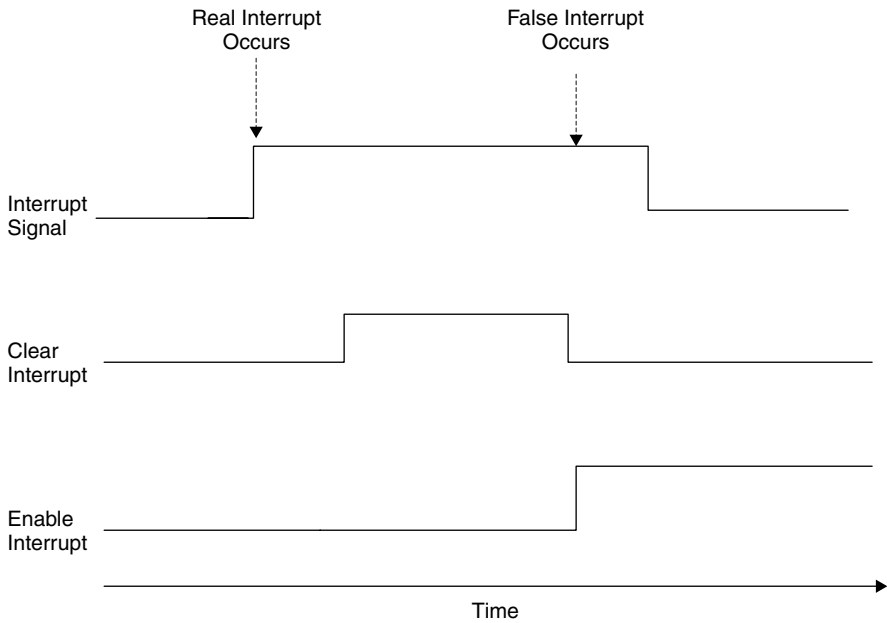 Real Interrupt
Occurs
False Interrupt
Occurs
Interrupt
Signal
Clear
Interrupt
Enable
Interrupt
Time